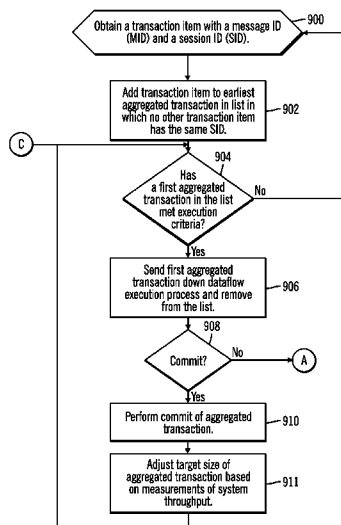 Obtain a transaction item with a message ID
(MID) and a session ID (SID).
900
Add transaction item to earliest
aggregated transaction in list in
which no other transaction item
has the same SID.
902
C
904
Has
a first aggregated
transaction in the list
met execution
criteria?
No
Yes
Send first aggregated
transaction down dataflow
execution process and remove
from the list.
906
908
Commit?
No
A
Yes
Perform commit of aggregated
transaction.
910
Adjust target size of
aggregated transaction based
on measurements of system
throughput.
911